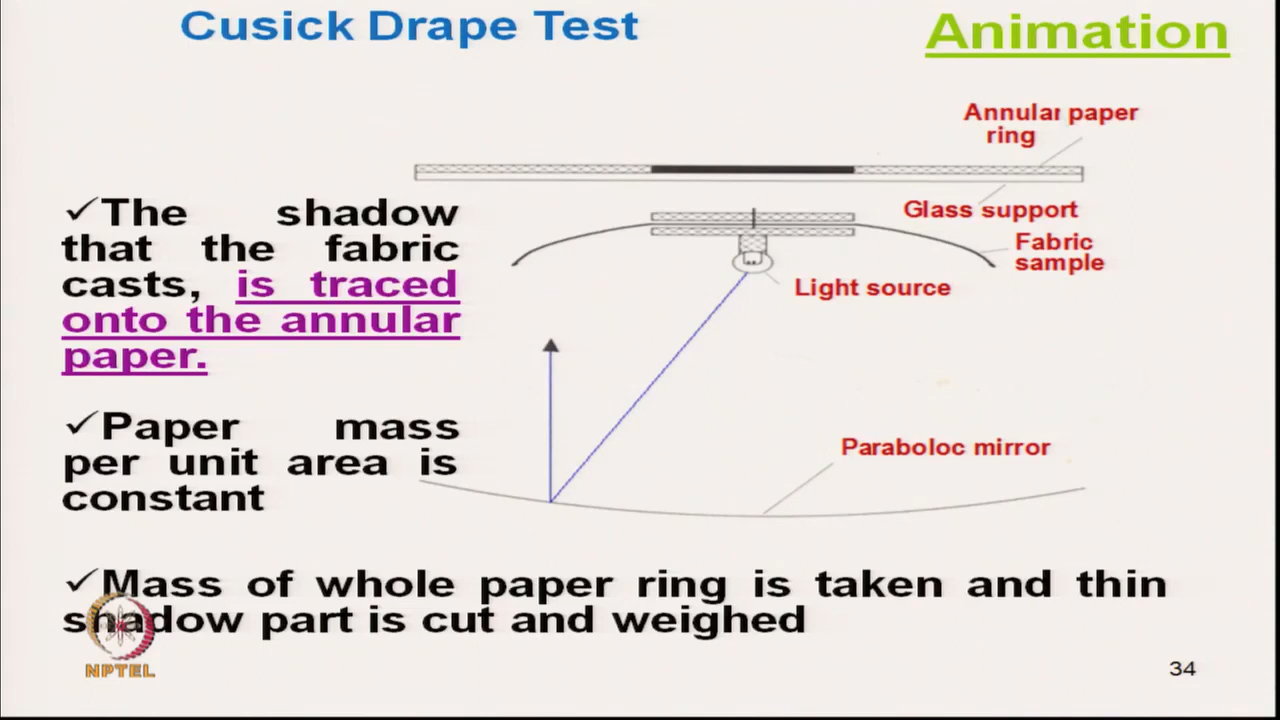 Cusick Drape Test
Animation
Annular paper
ring
Glass support
Fabric
sample
Light source
Paraboloc mirror
✓The shadow
that the fabric
casts, is traced
onto the annular
paper.
✓Paper mass
per unit area is
constant
✓Mass of whole paper ring is taken and thin
shadow part is cut and weighed
NPTEL
34